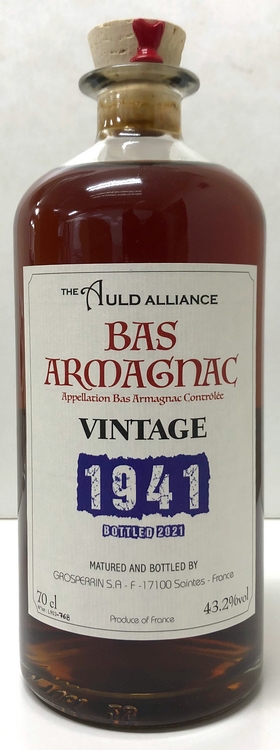 THE AULD ALLIANCE
BAS
ARMAGNAC
Appellation Bas Armagnac Contrôlée
VINTAGE
1941
BOTTLED 2021
MATURED AND BOTTLED BY
GROSPERRIN S.A - F -17100 Saintes - France
70 cl
43.2%vol
Produce of France